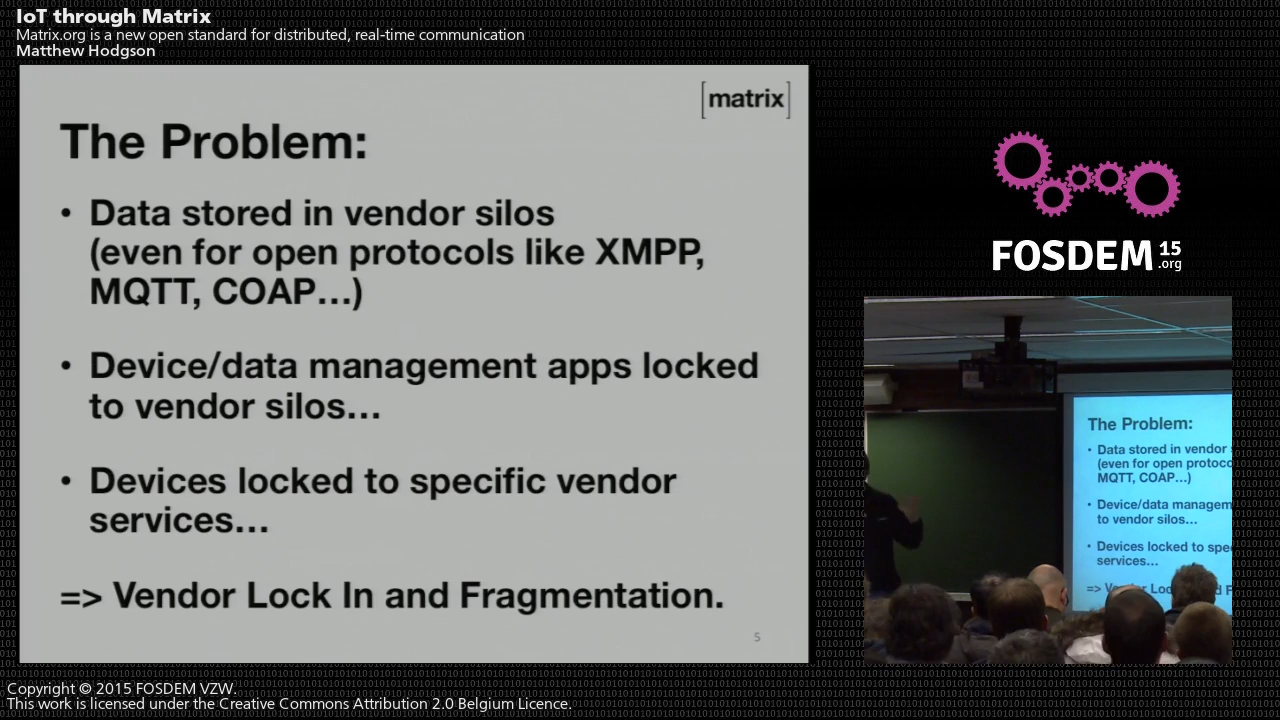 IoT through Matrix
Matrix.org is a new open standard for distributed, real-time communication
Matthew Hodgson
[matrix]
The Problem:
• Data stored in vendor silos
(even for open protocols like XMPP,
MQTT, COAP...)
• Device/data management apps locked
to vendor silos...
• Devices locked to specific vendor
services...
=> Vendor Lock In and Fragmentation.
5
FOSDEM 15
.org
The Problem:
• Data stored in vendor
(even for open
MQTT, COAP...)
• Device/data
to vendor silos...
• Devices locked to
services...
=>
Copyright © 2015 FOSDEM VZW.
This work is licensed under the Creative Commons Attribution 2.0 Belgium Licence.